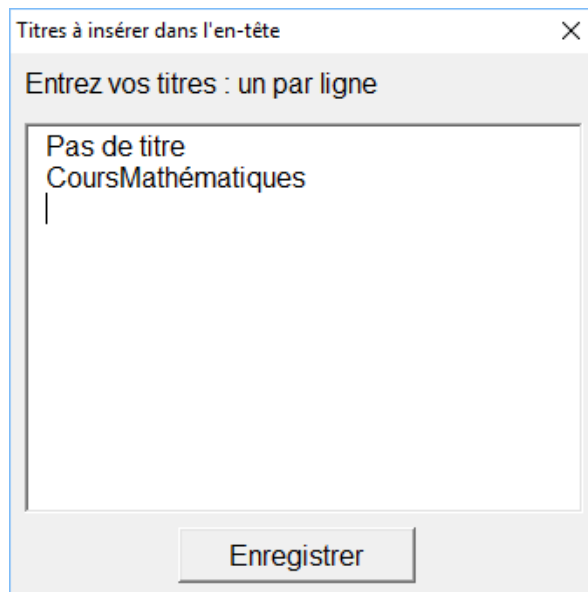 Titres à insérer dans l'en-tête
Entrez vos titres : un par ligne
Pas de titre
CoursMathématiques
Enregistrer